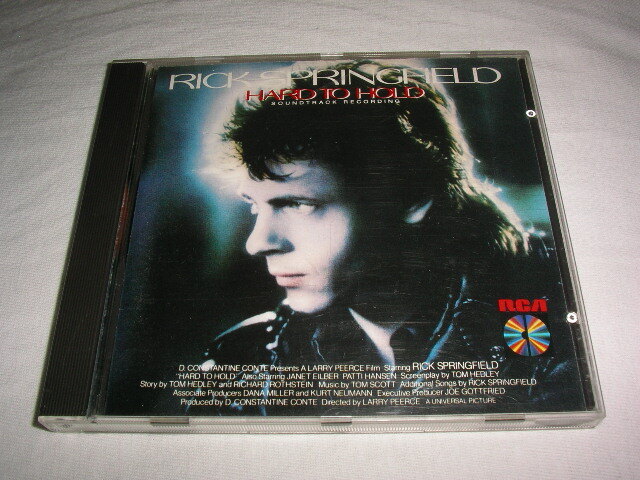 RICK SPRINGFIELD
HARD TO HOLD
SOUNDTRACK RECORDING
RCA
D. CONSTANTINE CONTE Presents A LARRY PEERCE Film Starring RICK SPRINGFIELD
"HARD TO HOLD" Also Starring JANET EILBER PATTI HANSEN Screenplay by TOM HEDLEY
Story by TOM HEDLEY and RICHARD ROTHSTEIN Music by TOM SCOTT Additional Songs by RICK SPRINGFIELD
Associate Producers DANA MILLER and KURT NEUMANN Executive Producer JOE GOTTFRIED
Produced by D. CONSTANTINE CONTE Directed by LARRY PEERCE A UNIVERSAL PICTURE